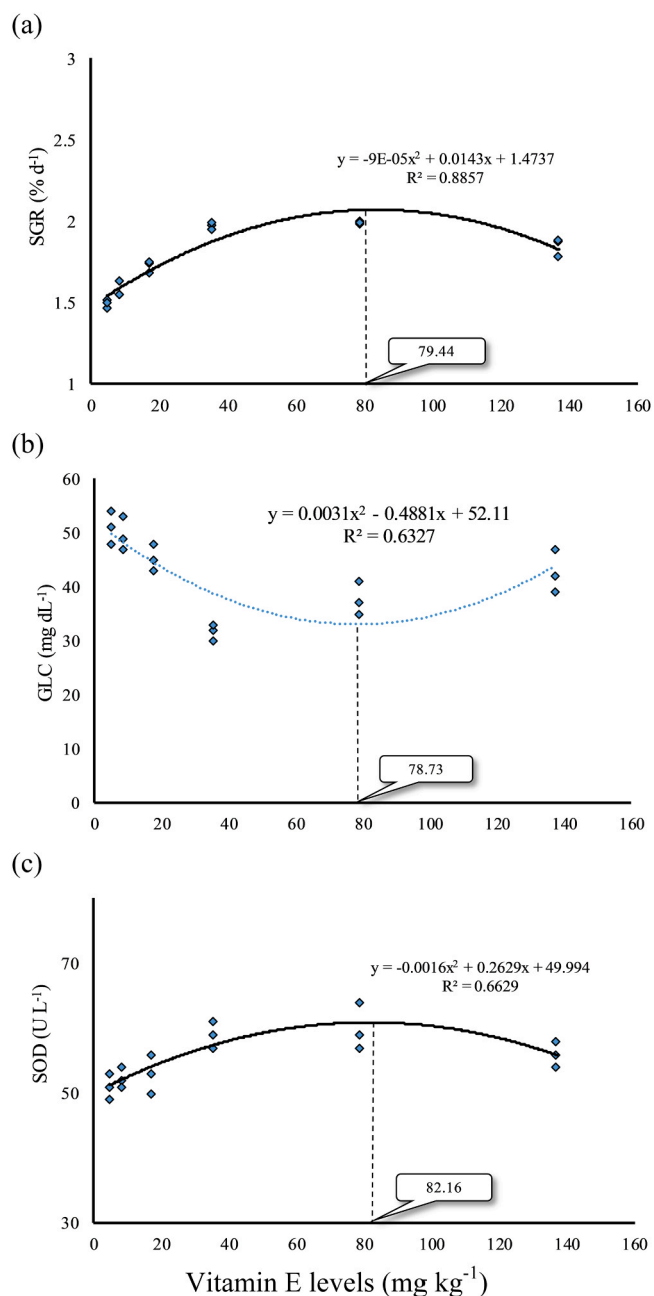 (a)
3
2.5
2
1.5
1
SGR (% d⁻¹)
y = -9E-05x² + 0.0143x + 1.4737
R² = 0.8857
79.44
0 20 40 60 80 100 120 140 160
(b)
60
50
40
30
20
10
0
GLC (mg dL⁻¹)
y = 0.0031x² - 0.4881x + 52.11
R² = 0.6327
78.73
0 20 40 60 80 100 120 140 160
(c)
70
50
30
SOD (U L⁻¹)
y = -0.0016x² + 0.2629x + 49.994
R² = 0.6629
82.16
0 20 40 60 80 100 120 140 160
Vitamin E levels (mg kg⁻¹)